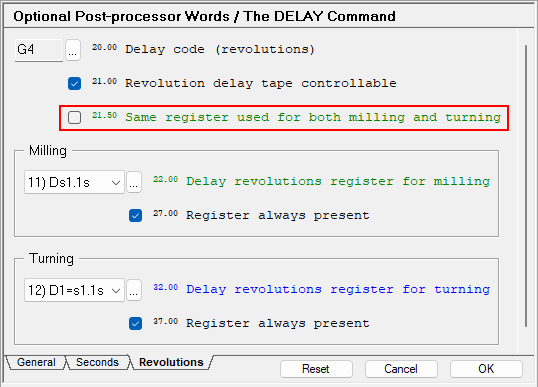 Optional Post-processor Words / The DELAY Command
G4 ... 20.00 Delay code (revolutions)
21.00 Revolution delay tape controllable
21.50 Same register used for both milling and turning
Milling
11) Ds1.1s ... 22.00 Delay revolutions register for milling
27.00 Register always present
Turning
12) D1=s1.1s ... 32.00 Delay revolutions register for turning
37.00 Register always present
General Seconds Revolutions
Reset Cancel OK